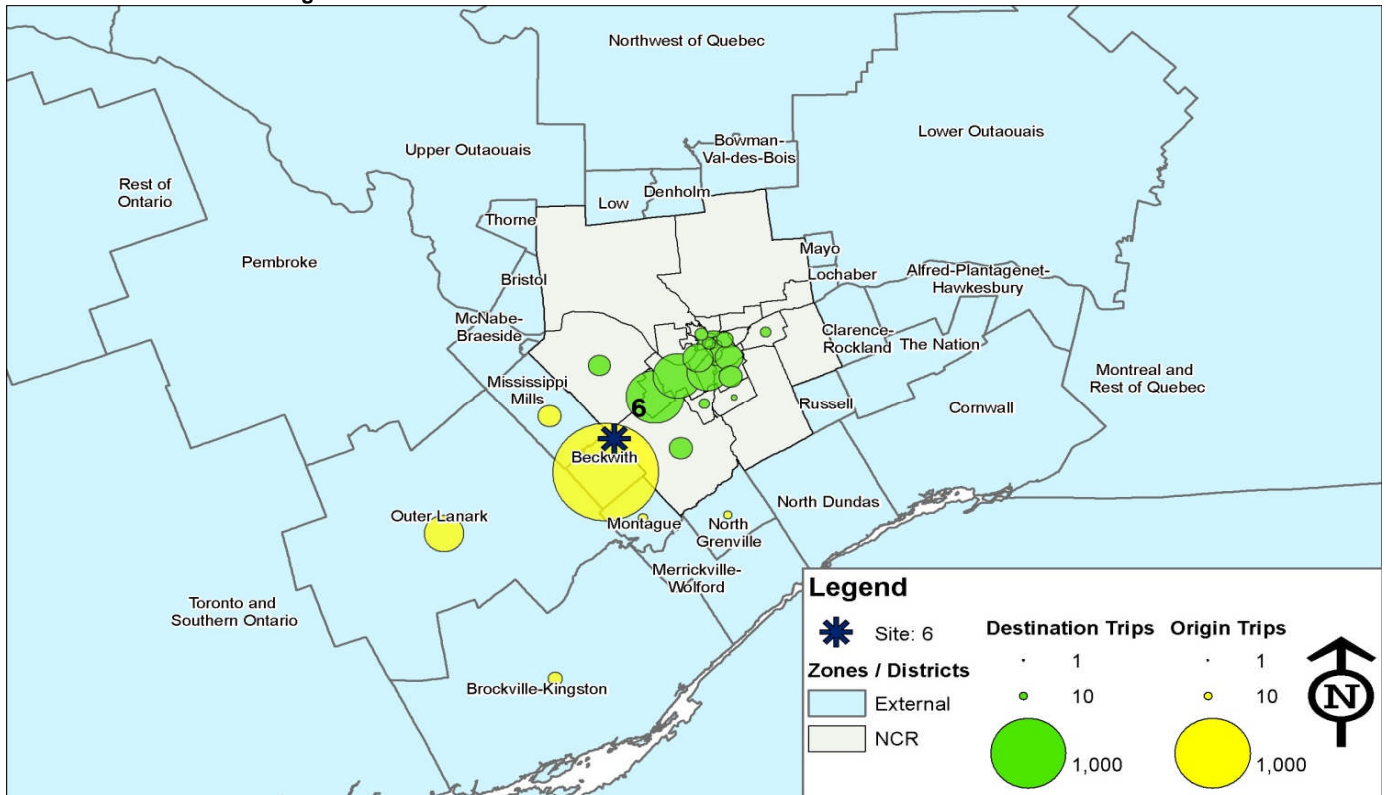 Northwest of Quebec
Lower Outaouais
Bowman-
Val-des-Bois
Upper Outaouais
Rest of
Ontario
Denholm
Low
Thorne
Mayo
Pembroke
Lochaber
Alfred-Plantagenet-
Hawkesbury
Bristol
McNabe-
Braeside
Clarence-
Rockland
The Nation
Montreal and
Rest of Quebec
Mississippi
Mills
Russell
Cornwall
6
Beckwith
North Dundas
Outer Lanark
Montague
North
Grenville
Merrickville-
Wolford
Toronto and
Southern Ontario
Brockville-Kingston
Legend
Site: 6
Zones / Districts
External
NCR
Destination Trips
1
10
1,000
Origin Trips
1
10
1,000
N